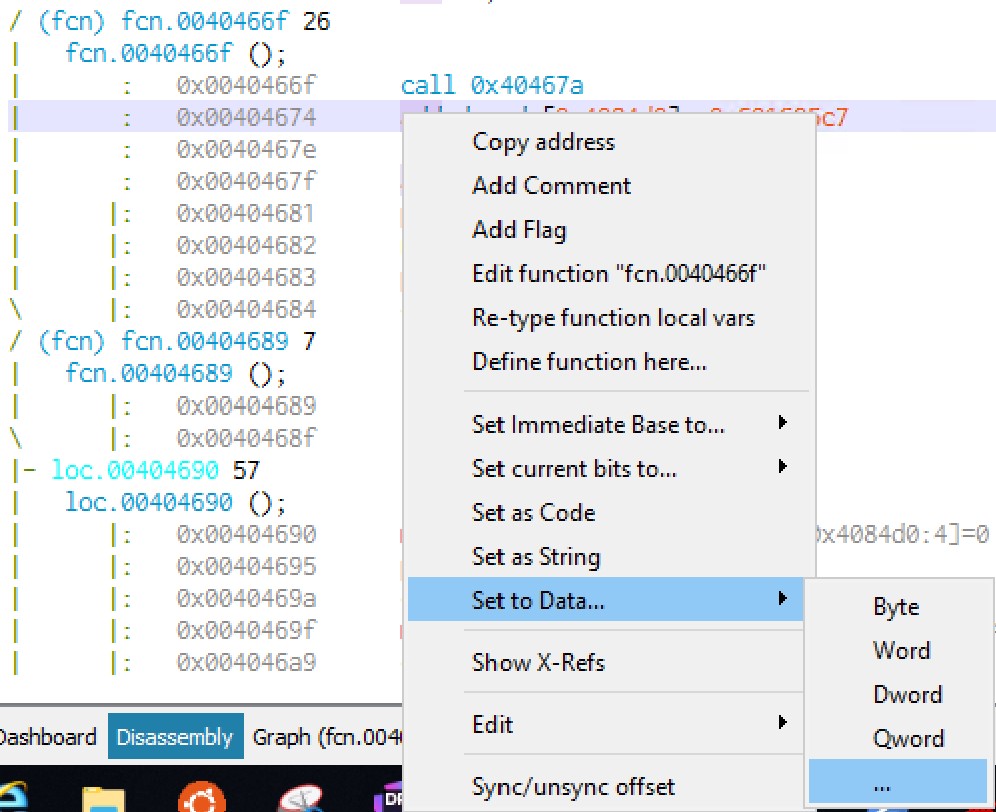 / (fcn) fcn.0040466f 26
| fcn.0040466f ();
| : 0x0040466f call 0x40467a
| : 0x00404674 5c7
| : 0x0040467e
| : 0x0040467f
| |: 0x00404681
| |: 0x00404682
| |: 0x00404683
\ |: 0x00404684
/ (fcn) fcn.00404689 7
| fcn.00404689 ();
| |: 0x00404689
\ |: 0x0040468f
|- loc.00404690 57
| loc.00404690 ();
| |: 0x00404690 0x4084d0:4]=0
| |: 0x00404695
| |: 0x0040469a
| |: 0x0040469f
| |: 0x004046a9
Copy address
Add Comment
Add Flag
Edit function "fcn.0040466f"
Re-type function local vars
Define function here...
Set Immediate Base to...
Set current bits to...
Set as Code
Set as String
Set to Data...
Show X-Refs
Edit
Sync/unsync offset
Byte
Word
Dword
Qword
...
Dashboard Disassembly Graph (fcn.004